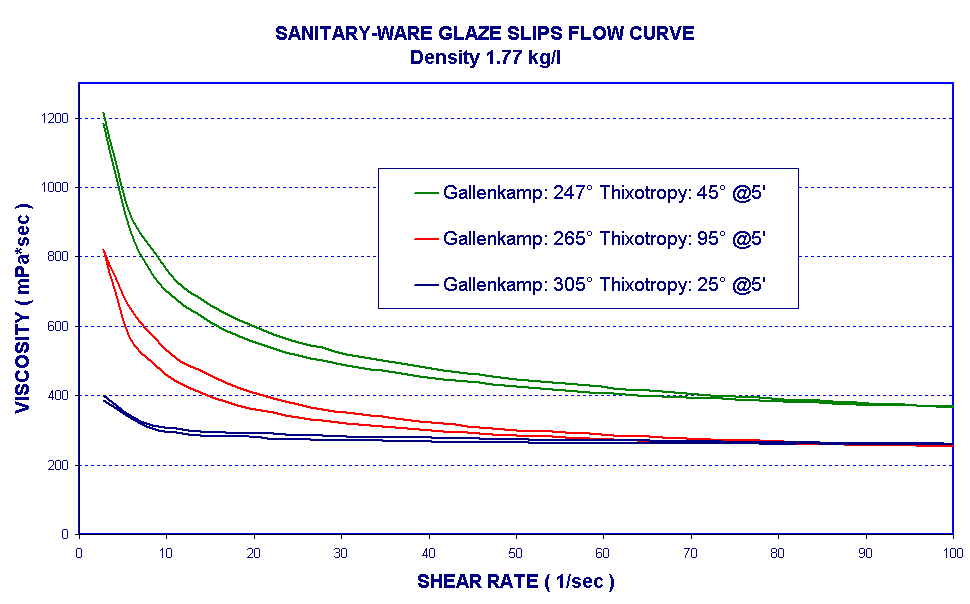 SANITARY-WARE GLAZE SLIPS FLOW CURVE
Density 1.77 kg/l
1200
1000
800
600
400
200
0
VISCOSITY ( mPa*sec )
Gallenkamp: 247° Thixotropy: 45° @5'
Gallenkamp: 265° Thixotropy: 95° @5'
Gallenkamp: 305° Thixotropy: 25° @5'
0 10 20 30 40 50 60 70 80 90 100
SHEAR RATE ( 1/sec )